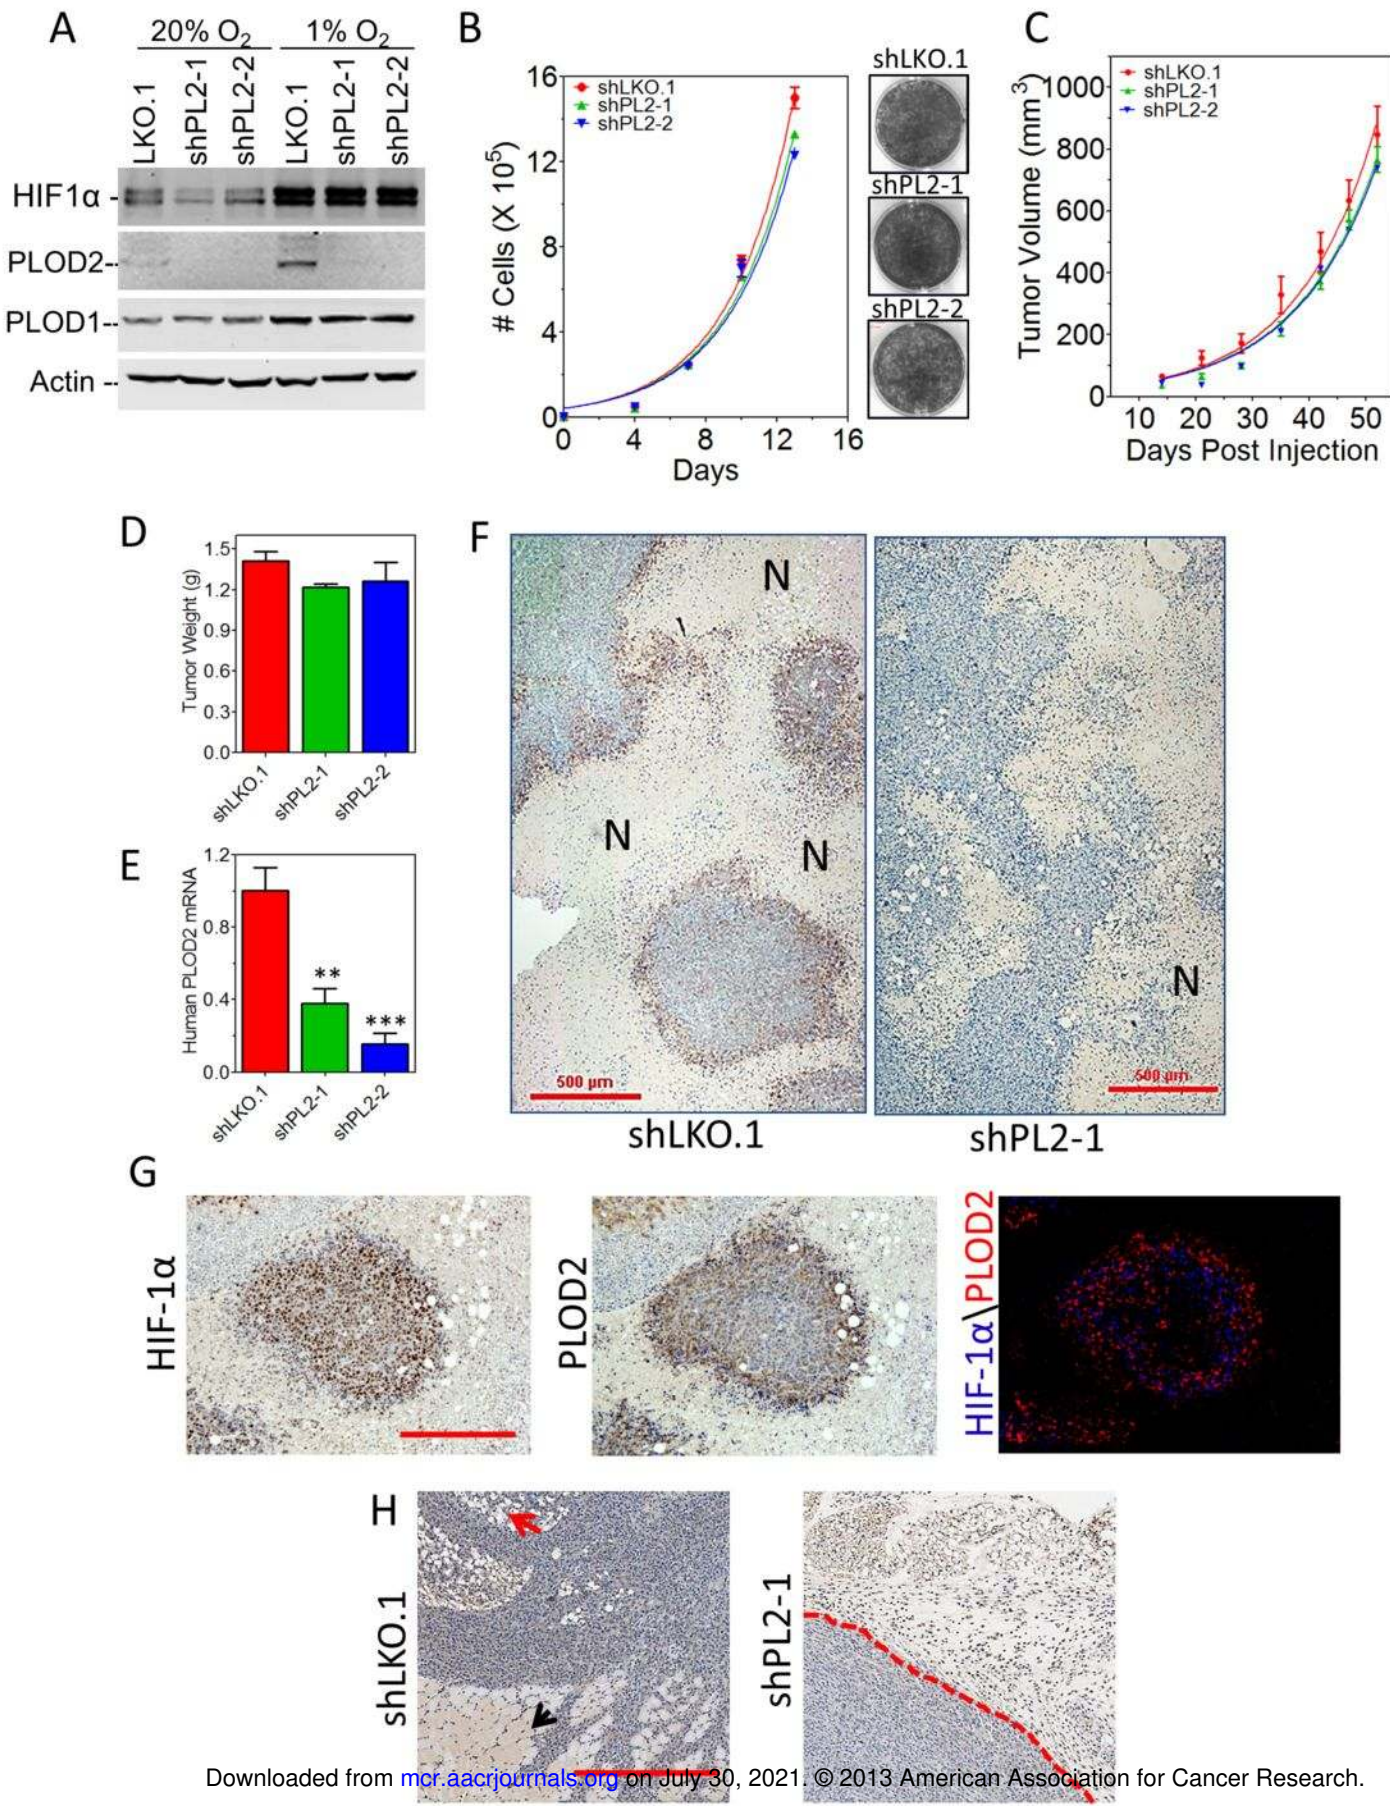 A
20% O2 1% O2
LKO.1
shPL2-1
shPL2-2
LKO.1
shPL2-1
shPL2-2
HIF1α
PLOD2
PLOD1
Actin
B
# Cells (X 10^5)
16
12
8
4
0
shLKO.1
shPL2-1
shPL2-2
0 4 8 12 16
Days
shLKO.1
shPL2-1
shPL2-2
C
Tumor Volume (mm3)
1000
800
600
400
200
0
shLKO.1
shPL2-1
shPL2-2
10 20 30 40 50
Days Post Injection
D
Tumor Weight (g)
1.5
1.2
0.9
0.6
0.3
0.0
shLKO.1
shPL2-1
shPL2-2
E
Human PLOD2 mRNA
1.2
0.8
0.4
0.0
**
***
shLKO.1
shPL2-1
shPL2-2
F
N
N
N
500 µm
shLKO.1
N
500 µm
shPL2-1
G
HIF-1α
PLOD2
HIF-1α\PLOD2
H
shLKO.1
shPL2-1
Downloaded from mcr.aacrjournals.org on July 30, 2021. © 2013 American Association for Cancer Research.